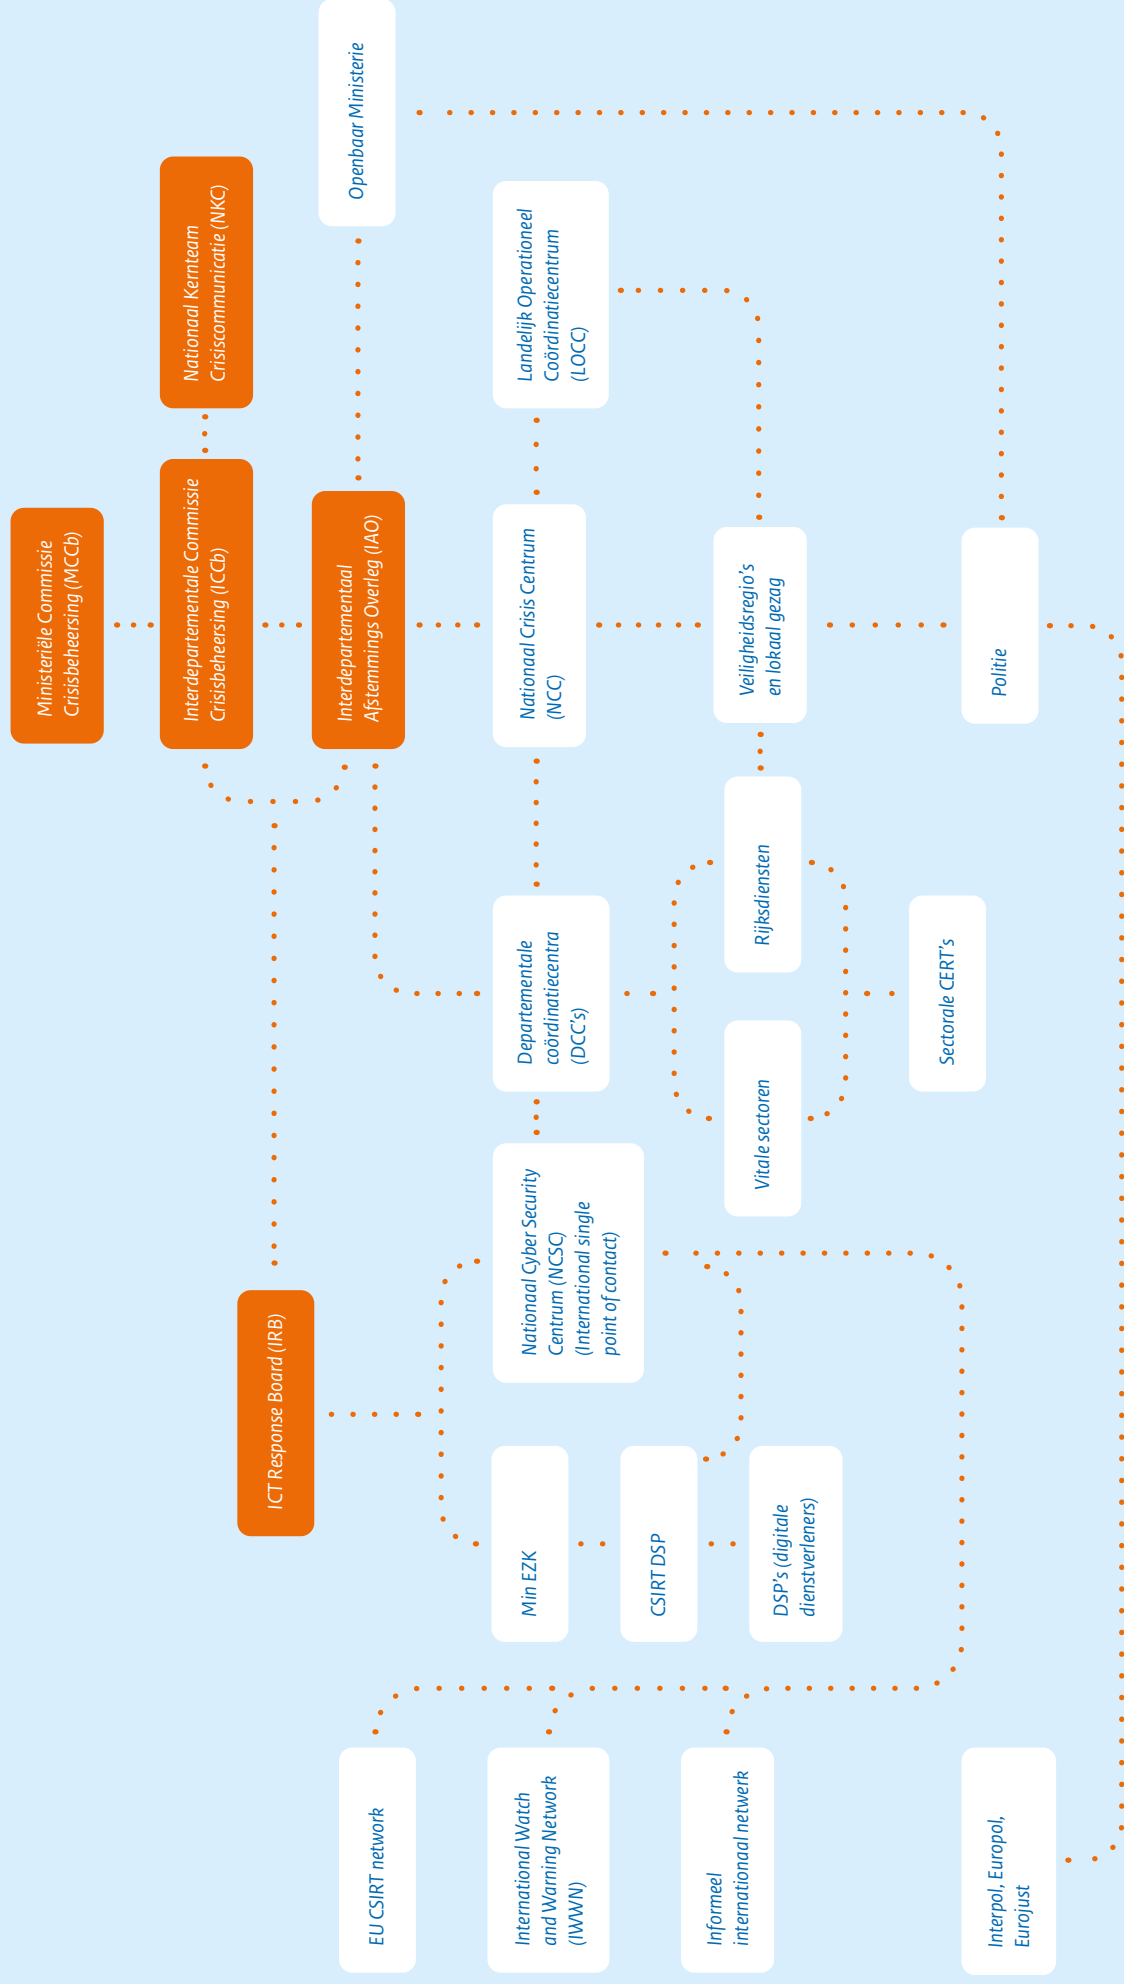 Ministeriële Commissie
Crisisbeheersing (MCCb)
Interdepartementale Commissie
Crisisbeheersing (ICCb)
Nationaal Kernteam
Crisiscommunicatie (NKC)
ICT Response Board (IRB)
Interdepartementaal
Afstemmings Overleg (IAO)
Openbaar Ministerie
EU CSIRT network
International Watch
and Warning Network
(IWWN)
Min EZK
Nationaal Cyber Security
Centrum (NCSC)
(International single
point of contact)
Departementale
coördinatiecentra
(DCC's)
Nationaal Crisis Centrum
(NCC)
Landelijk Operationeel
Coördinatiecentrum
(LOCC)
CSIRT DSP
Informeel
internationaal netwerk
DSP's (digitale
dienstverleners)
Vitale sectoren
Rijksdiensten
Veiligheidsregio's
en lokaal gezag
Sectorale CERT's
Interpol, Europol,
Eurojust
Politie